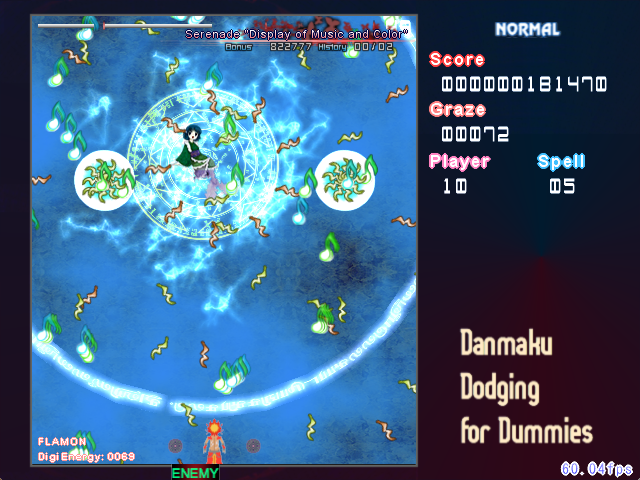 Serenade "Display of Music and Color"
Bonus 822777 History 00/02
NORMAL
Score
000000181470
Graze
00072
Player Spell
10 05
Danmaku
Dodging
for Dummies
FLAMON
DigiEnergy: 0069
ENEMY
60.04fps